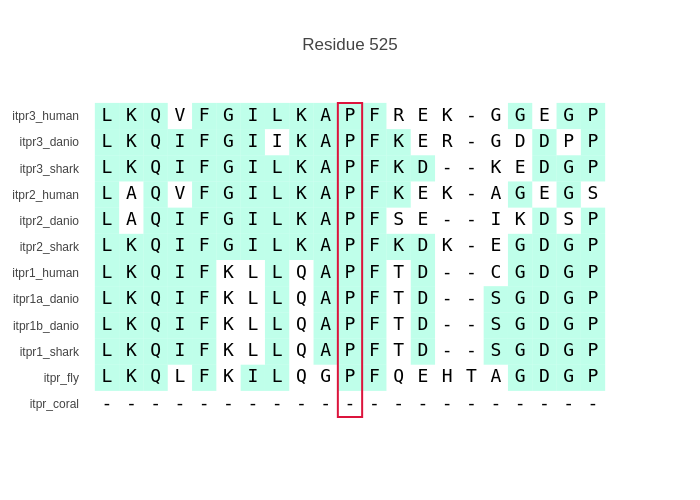 Residue 525
itpr3_human L K Q V F G I L K A P F R E K - G G E G P
itpr3_danio L K Q I F G I I K A P F K E R - G D D P P
itpr3_shark L K Q I F G I L K A P F K D - - K E D G P
itpr2_human L A Q V F G I L K A P F K E K - A G E G S
itpr2_danio L A Q I F G I L K A P F S E - - I K D S P
itpr2_shark L K Q I F G I L K A P F K D K - E G D G P
itpr1_human L K Q I F K L L Q A P F T D - - C G D G P
itpr1a_danio L K Q I F K L L Q A P F T D - - S G D G P
itpr1b_danio L K Q I F K L L Q A P F T D - - S G D G P
itpr1_shark L K Q I F K L L Q A P F T D - - S G D G P
itpr_fly L K Q L F K I L Q G P F Q E H T A G D G P
itpr_coral - - - - - - - - - - - - - - - - - - - - -